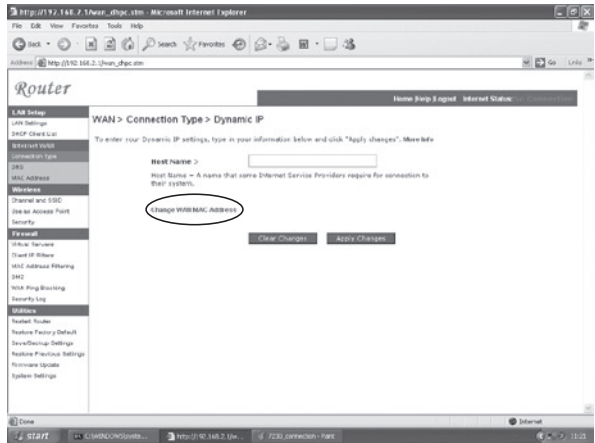 http://192.168.2.1/wan_dhpc.stm - Microsoft Internet Explorer
File Edit View Favorites Tools Help
Back Search Favorites
Address http://192.168.2.1/wan_dhpc.stm Go Links
Router
Home|Help|Logout Internet Status:
LAN Setup
LAN Settings
DHCP Client List
Internet WAN
Connection Type
DNS
MAC Address
Wireless
Channel and SSID
Use as Access Point
Security
Firewall
Virtual Servers
Client IP Filters
MAC Address Filtering
DMZ
WAN Ping Blocking
Security Log
Utilities
Restart Router
Restore Factory Default
Save/Backup Settings
Restore Previous Settings
Firmware Update
System Settings
WAN > Connection Type > Dynamic IP
To enter your Dynamic IP settings, type in your information below and click "Apply changes". More Info
Host Name >
Host Name = A name that some Internet Service Providers require for connection to
their system.
Change WAN MAC Address
Clear Changes Apply Changes
Done Internet
start C:\WINDOWS\syste... http://192.168.2.1/w... 7230_connection - Paint 11:21